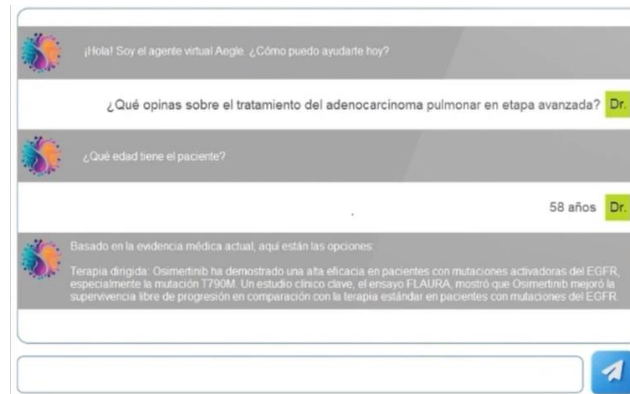 ¡Hola! Soy el agente virtual Aegle. ¿Cómo puedo ayudarte hoy?
¿Qué opinas sobre el tratamiento del adenocarcinoma pulmonar en etapa avanzada?
Dr.
¿Qué edad tiene el paciente?
58 años
Dr.
Basado en la evidencia médica actual, aquí están las opciones:
Terapia dirigida: Osimertinib ha demostrado una alta eficacia en pacientes con mutaciones activadoras del EGFR,
especialmente la mutación T790M. Un estudio clínico clave, el ensayo FLAURA, mostró que Osimertinib mejoró la
supervivencia libre de progresión en comparación con la terapia estándar en pacientes con mutaciones del EGFR.